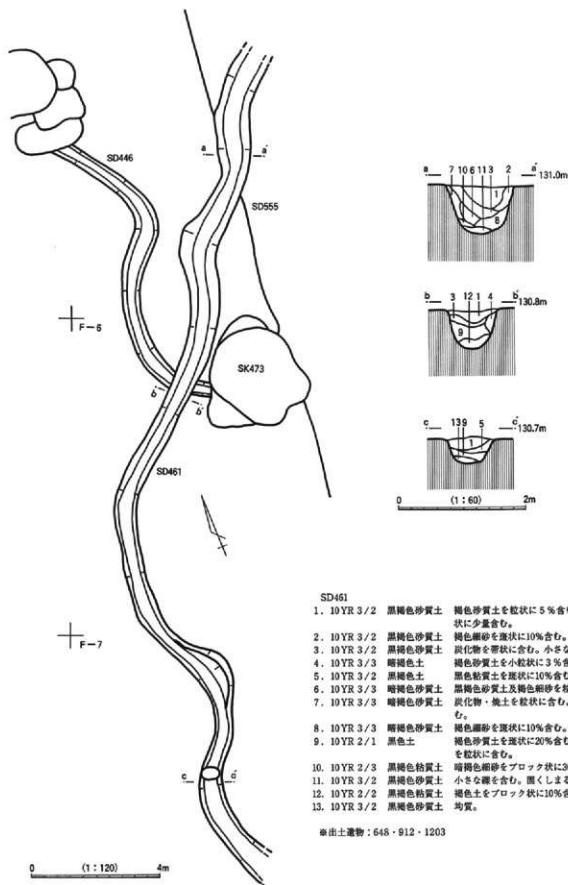 SD446
a a'
SD555
F-6
SK473
b' b'
SD461
F-7
c c'
0 (1:120) 4m
a 7 10 6 11 3 2 a' 131.0m
1
8
b 3 12 1 4 b' 130.8m
9
c 13 9 5 c' 130.7m
1
0 (1:60) 2m
SD461
1. 10YR 3/2 黒褐色砂質土 褐色砂質土を粒状に5%含
状に少量含む。
2. 10YR 3/2 黒褐色砂質土 褐色細砂を斑状に10%含む。
3. 10YR 3/2 黒褐色砂質土 炭化物を帯状に含む。小さな
4. 10YR 3/3 暗褐色土 褐色砂質土を小粒状に3%含
5. 10YR 3/2 黒褐色土 黒色粘質土を斑状に10%含む
6. 10YR 3/3 暗褐色砂質土 黒褐色砂質土及褐色細砂を粒
7. 10YR 3/3 暗褐色砂質土 炭化物・焼土を粒状に含む。
む。
8. 10YR 3/3 暗褐色砂質土 褐色細砂を斑状に10%含む。
9. 10YR 2/1 黒色土 褐色砂質土を斑状に20%含む
を粒状に含む。
10. 10YR 2/3 黒褐色粘質土 暗褐色細砂をブロック状に30
11. 10YR 3/2 黒褐色砂質土 小さな礫を含む。固くしまる
12. 10YR 2/2 黒褐色粘質土 褐色土をブロック状に10%含
13. 10YR 3/2 黒褐色砂質土 均質。
※出土遺物：648・912・1203